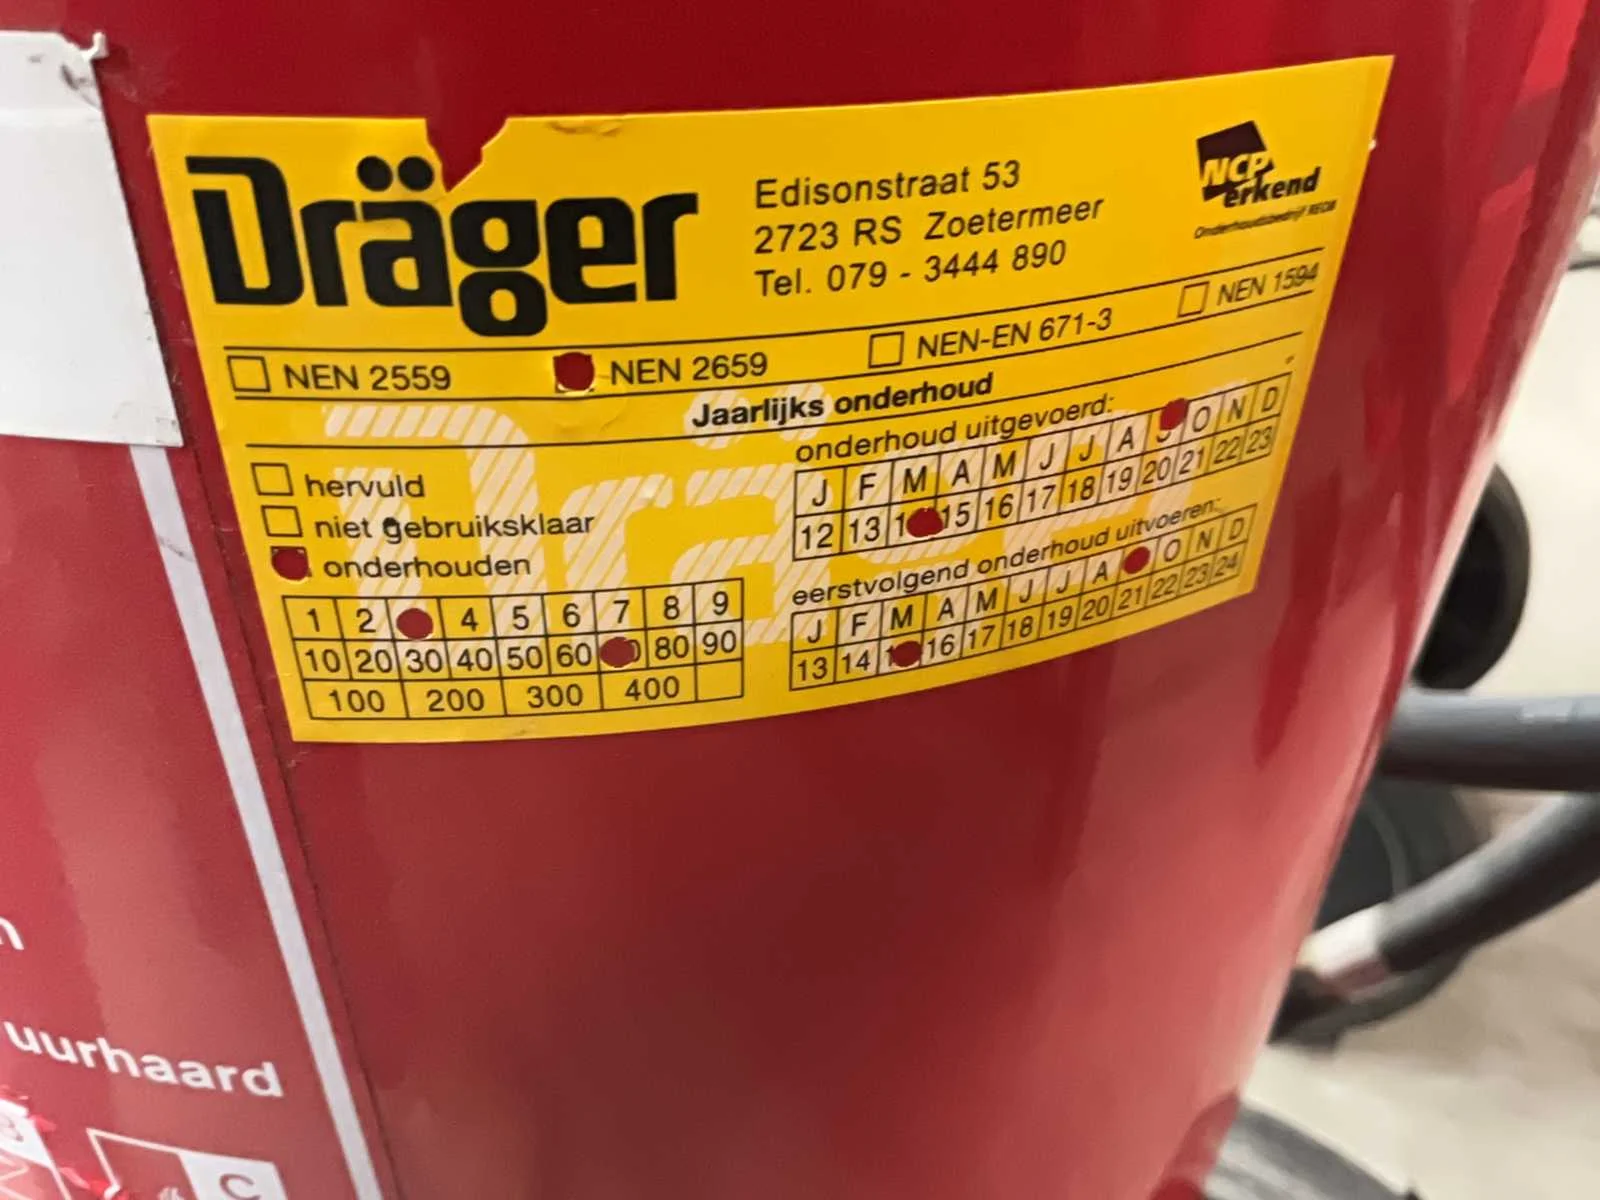 Dräger
Edisonstraat 53
2723 RS Zoetermeer
Tel. 079 - 3444 890
NCP
erkend
Onderhoudsbedrijf
NEN 2559 NEN 2659 NEN-EN 671-3 NEN 1594
Jaarlijks onderhoud
hervuld
niet gebruiksklaar
onderhouden
1 2 4 5 6 7 8 9
10 20 30 40 50 60 80 90
100 200 300 400
onderhoud uitgevoerd:
J F M A M J J A O N D
12 13 15 16 17 18 19 20 21 22 23
eerstvolgend onderhoud uitvoeren:
J F M A M J J A O N D
13 14 16 17 18 19 20 21 22 23 24
uurhaard
C